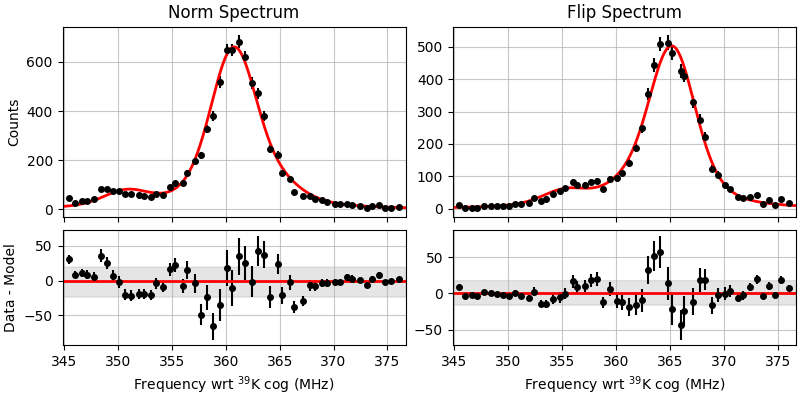 Norm Spectrum
Flip Spectrum
Counts
600
400
200
0
500
400
300
200
100
0
Data - Model
50
0
−50
50
0
−50
345 350 355 360 365 370 375
345 350 355 360 365 370 375
Frequency wrt ³⁹K cog (MHz)
Frequency wrt ³⁹K cog (MHz)